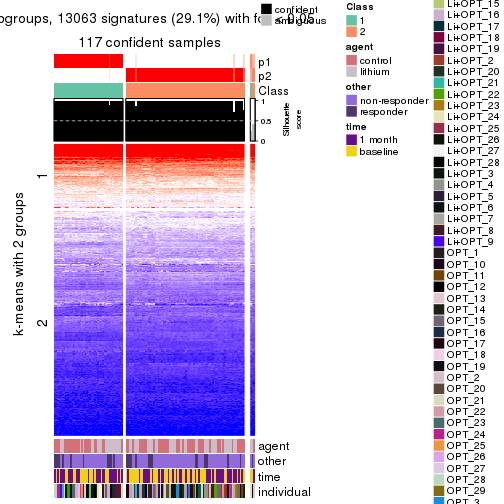 ogroups, 13063 signatures (29.1%) with fdr < 0.05
confident
ambiguous
117 confident samples
p1
p2
Class
1
0.5
0
Silhouette
score
k-means with 2 groups
1
2
agent
other
time
individual
Class
1
2
agent
control
lithium
other
non-responder
responder
time
1 month
baseline
Li+OPT_15
Li+OPT_16
Li+OPT_17
Li+OPT_18
Li+OPT_19
Li+OPT_2
Li+OPT_20
Li+OPT_21
Li+OPT_22
Li+OPT_23
Li+OPT_24
Li+OPT_25
Li+OPT_26
Li+OPT_27
Li+OPT_28
Li+OPT_3
Li+OPT_4
Li+OPT_5
Li+OPT_6
Li+OPT_7
Li+OPT_8
Li+OPT_9
OPT_1
OPT_10
OPT_11
OPT_12
OPT_13
OPT_14
OPT_15
OPT_16
OPT_17
OPT_18
OPT_19
OPT_2
OPT_20
OPT_21
OPT_22
OPT_23
OPT_24
OPT_25
OPT_26
OPT_27
OPT_28
OPT_29